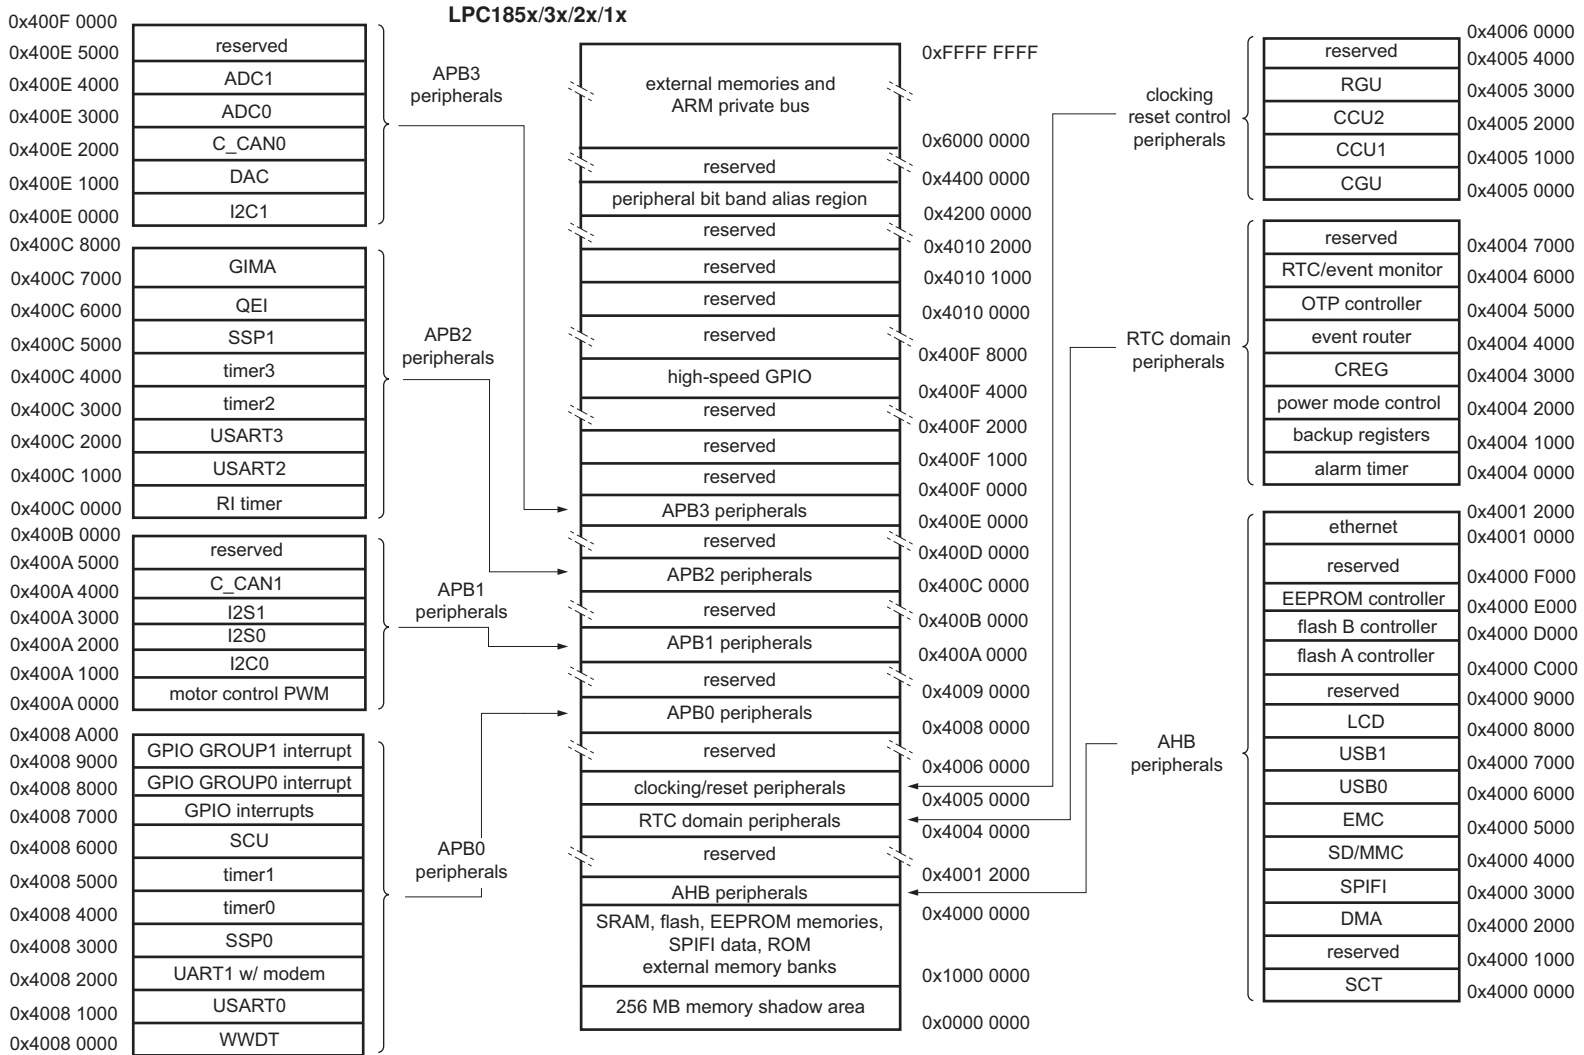 LPC185x/3x/2x/1x
0x400F 0000
reserved
0x400E 5000
ADC1
0x400E 4000
ADC0
0x400E 3000
C_CAN0
0x400E 2000
DAC
0x400E 1000
I2C1
0x400E 0000
APB3
peripherals
0x400C 8000
GIMA
0x400C 7000
QEI
0x400C 6000
SSP1
0x400C 5000
timer3
0x400C 4000
timer2
0x400C 3000
USART3
0x400C 2000
USART2
0x400C 1000
RI timer
0x400C 0000
APB2
peripherals
0x400B 0000
reserved
0x400A 5000
C_CAN1
0x400A 4000
I2S1
0x400A 3000
I2S0
0x400A 2000
I2C0
0x400A 1000
motor control PWM
0x400A 0000
APB1
peripherals
0x4008 A000
GPIO GROUP1 interrupt
0x4008 9000
GPIO GROUP0 interrupt
0x4008 8000
GPIO interrupts
0x4008 7000
SCU
0x4008 6000
timer1
0x4008 5000
timer0
0x4008 4000
SSP0
0x4008 3000
UART1 w/ modem
0x4008 2000
USART0
0x4008 1000
WWDT
0x4008 0000
APB0
peripherals
0xFFFF FFFF
external memories and
ARM private bus
0x6000 0000
reserved
0x4400 0000
peripheral bit band alias region
0x4200 0000
reserved
0x4010 2000
reserved
0x4010 1000
reserved
0x4010 0000
reserved
0x400F 8000
high-speed GPIO
0x400F 4000
reserved
0x400F 2000
reserved
0x400F 1000
reserved
0x400F 0000
APB3 peripherals
0x400E 0000
reserved
0x400D 0000
APB2 peripherals
0x400C 0000
reserved
0x400B 0000
APB1 peripherals
0x400A 0000
reserved
0x4009 0000
APB0 peripherals
0x4008 0000
reserved
0x4006 0000
clocking/reset peripherals
0x4005 0000
RTC domain peripherals
0x4004 0000
reserved
0x4001 2000
AHB peripherals
0x4000 0000
SRAM, flash, EEPROM memories,
SPIFI data, ROM
external memory banks
0x1000 0000
256 MB memory shadow area
0x0000 0000
clocking
reset control
peripherals
0x4006 0000
reserved
0x4005 4000
RGU
0x4005 3000
CCU2
0x4005 2000
CCU1
0x4005 1000
CGU
0x4005 0000
RTC domain
peripherals
reserved
0x4004 7000
RTC/event monitor
0x4004 6000
OTP controller
0x4004 5000
event router
0x4004 4000
CREG
0x4004 3000
power mode control
0x4004 2000
backup registers
0x4004 1000
alarm timer
0x4004 0000
AHB
peripherals
0x4001 2000
ethernet
0x4001 0000
reserved
0x4000 F000
EEPROM controller
0x4000 E000
flash B controller
0x4000 D000
flash A controller
0x4000 C000
reserved
0x4000 9000
LCD
0x4000 8000
USB1
0x4000 7000
USB0
0x4000 6000
EMC
0x4000 5000
SD/MMC
0x4000 4000
SPIFI
0x4000 3000
DMA
0x4000 2000
reserved
0x4000 1000
SCT
0x4000 0000